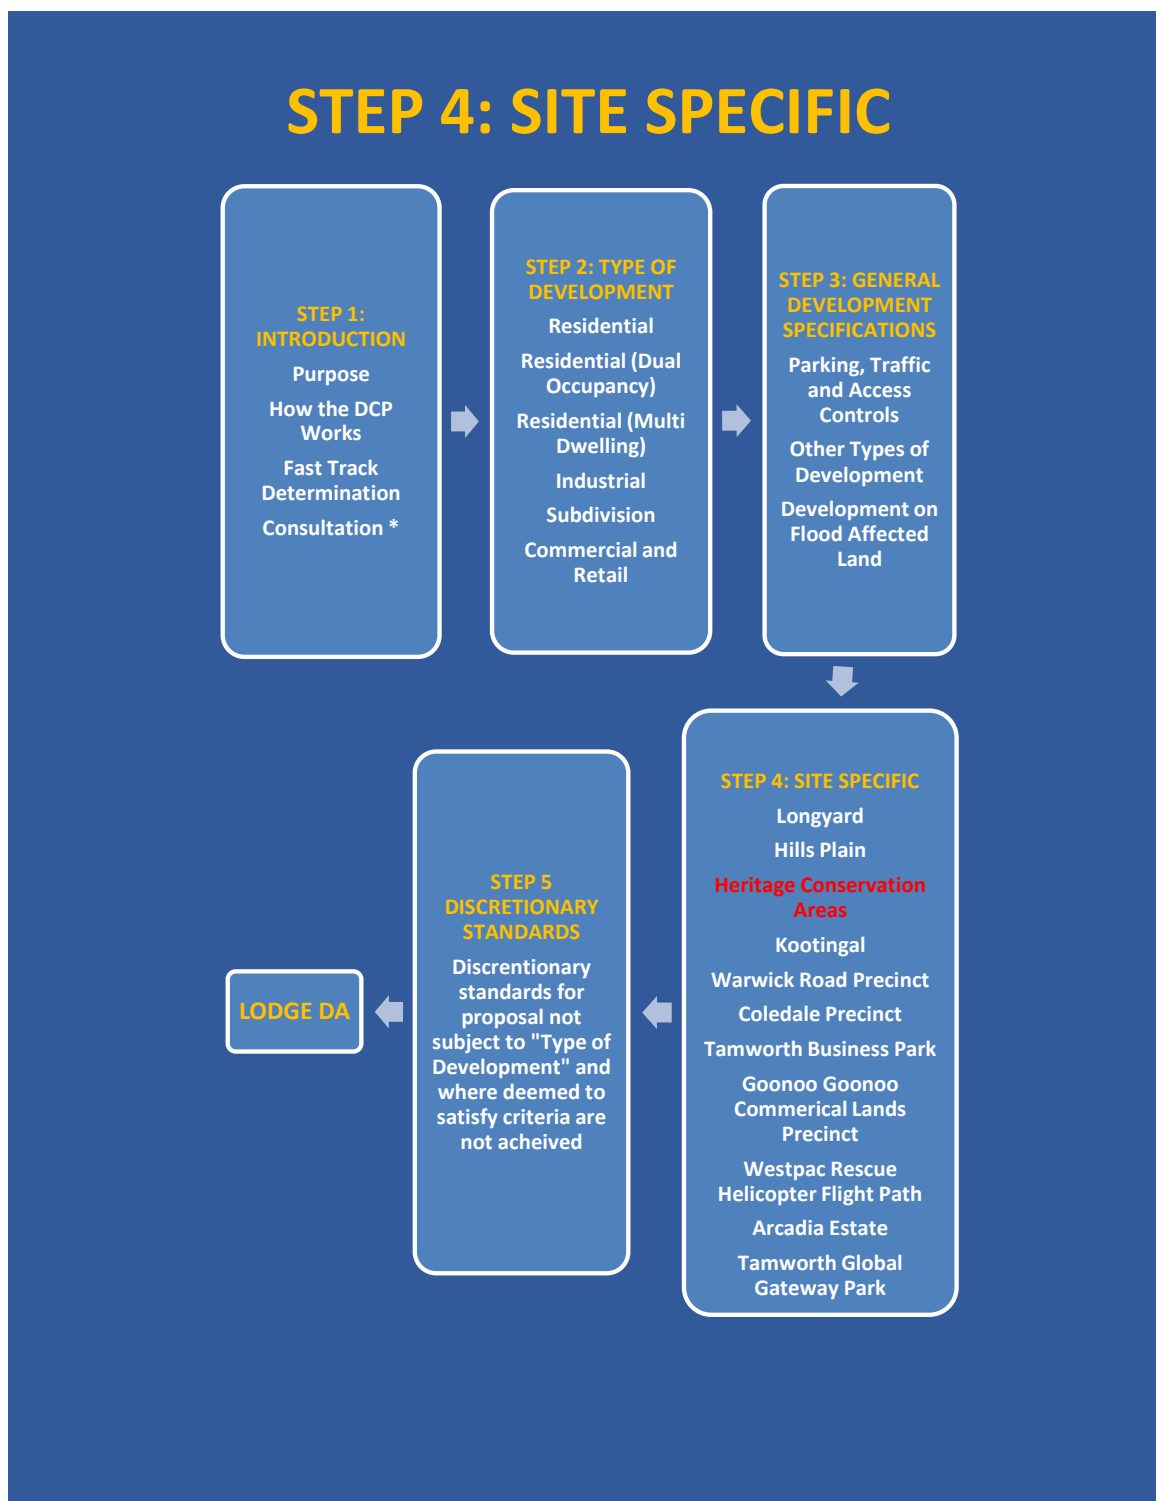 STEP 4: SITE SPECIFIC
STEP 1:
INTRODUCTION
Purpose
How the DCP
Works
Fast Track
Determination
Consultation *
STEP 2: TYPE OF
DEVELOPMENT
Residential
Residential (Dual
Occupancy)
Residential (Multi
Dwelling)
Industrial
Subdivision
Commercial and
Retail
STEP 3: GENERAL
DEVELOPMENT
SPECIFICATIONS
Parking, Traffic
and Access
Controls
Other Types of
Development
Development on
Flood Affected
Land
STEP 4: SITE SPECIFIC
Longyard
Hills Plain
Heritage Conservation
Areas
Kootingal
Warwick Road Precinct
Coledale Precinct
Tamworth Business Park
Goonoo Goonoo
Commerical Lands
Precinct
Westpac Rescue
Helicopter Flight Path
Arcadia Estate
Tamworth Global
Gateway Park
STEP 5
DISCRETIONARY
STANDARDS
Discrentionary
standards for
proposal not
subject to "Type of
Development" and
where deemed to
satisfy criteria are
not acheived
LODGE DA